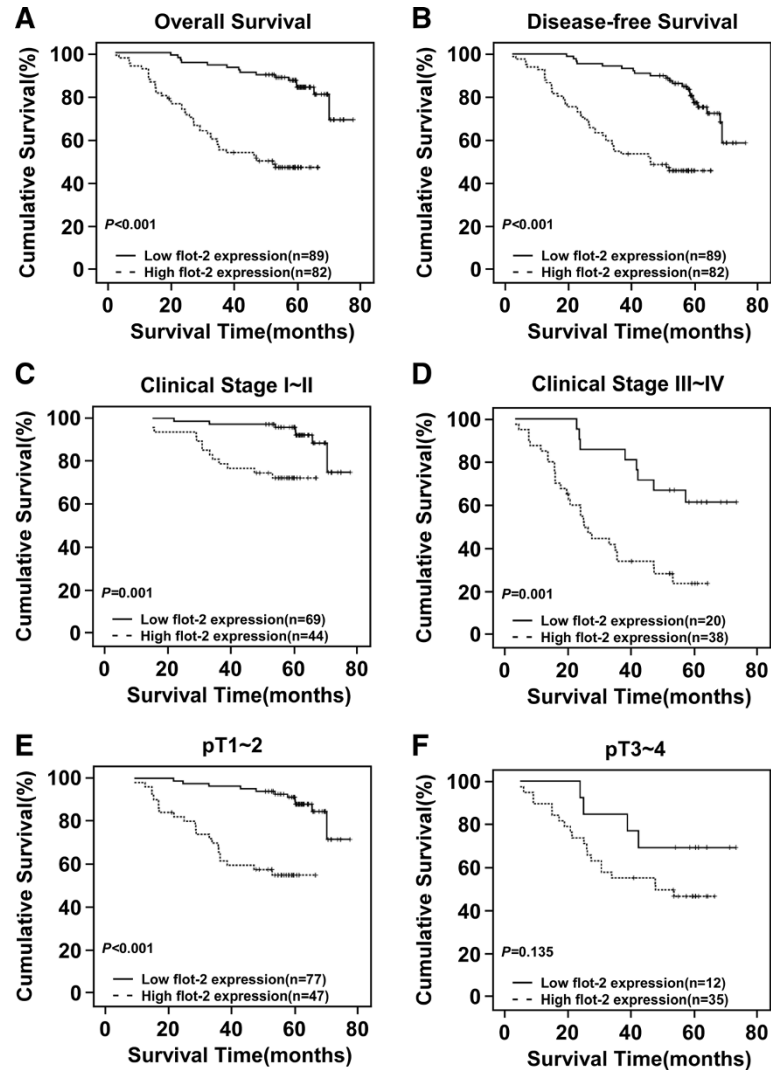 A
Overall Survival
Cumulative Survival(%)
100
80
60
40
20
0
P<0.001
Low flot-2 expression(n=89)
High flot-2 expression(n=82)
0 20 40 60 80
Survival Time(months)
B
Disease-free Survival
Cumulative Survival(%)
100
80
60
40
20
0
P<0.001
Low flot-2 expression(n=89)
High flot-2 expression(n=82)
0 20 40 60 80
Survival Time(months)
C
Clinical Stage I~II
Cumulative Survival(%)
100
80
60
40
20
0
P=0.001
Low flot-2 expression(n=69)
High flot-2 expression(n=44)
0 20 40 60 80
Survival Time(months)
D
Clinical Stage III~IV
Cumulative Survival(%)
100
80
60
40
20
0
P=0.001
Low flot-2 expression(n=20)
High flot-2 expression(n=38)
0 20 40 60 80
Survival Time(months)
E
pT1~2
Cumulative Survival(%)
100
80
60
40
20
0
P<0.001
Low flot-2 expression(n=77)
High flot-2 expression(n=47)
0 20 40 60 80
Survival Time(months)
F
pT3~4
Cumulative Survival(%)
100
80
60
40
20
0
P=0.135
Low flot-2 expression(n=12)
High flot-2 expression(n=35)
0 20 40 60 80
Survival Time(months)